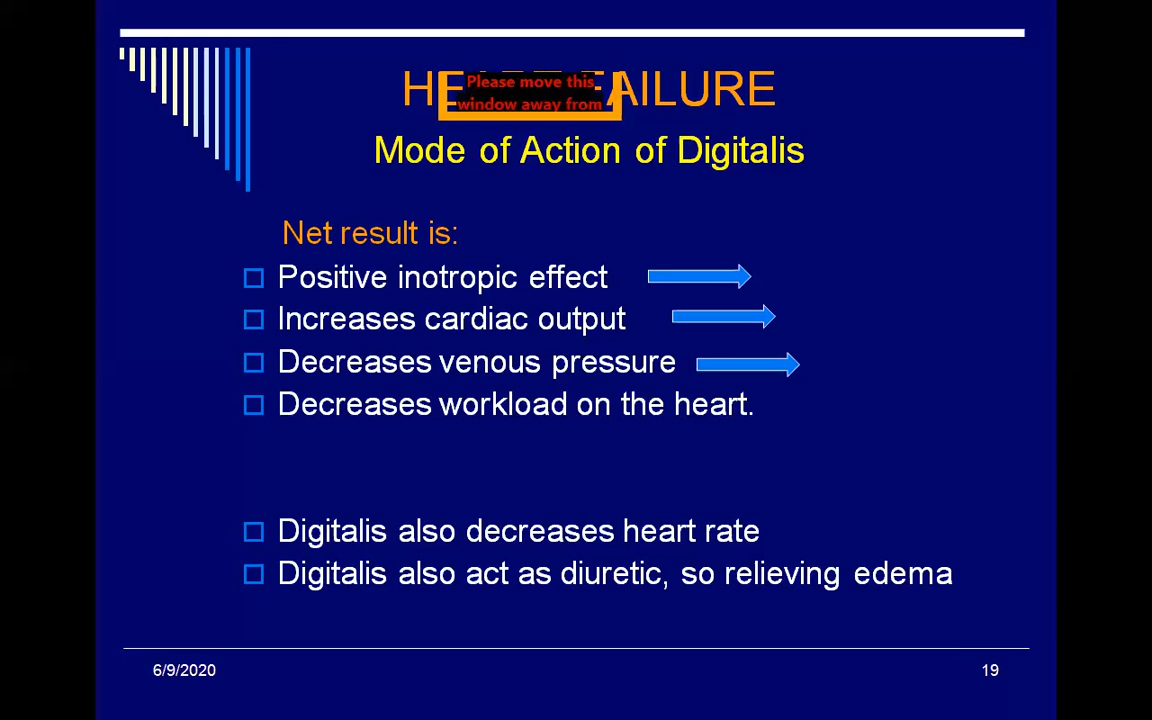 HEART FAILURE
Please move this
window away from
Mode of Action of Digitalis
Net result is:
Positive inotropic effect
Increases cardiac output
Decreases venous pressure
Decreases workload on the heart.
Digitalis also decreases heart rate
Digitalis also act as diuretic, so relieving edema
6/9/2020
19